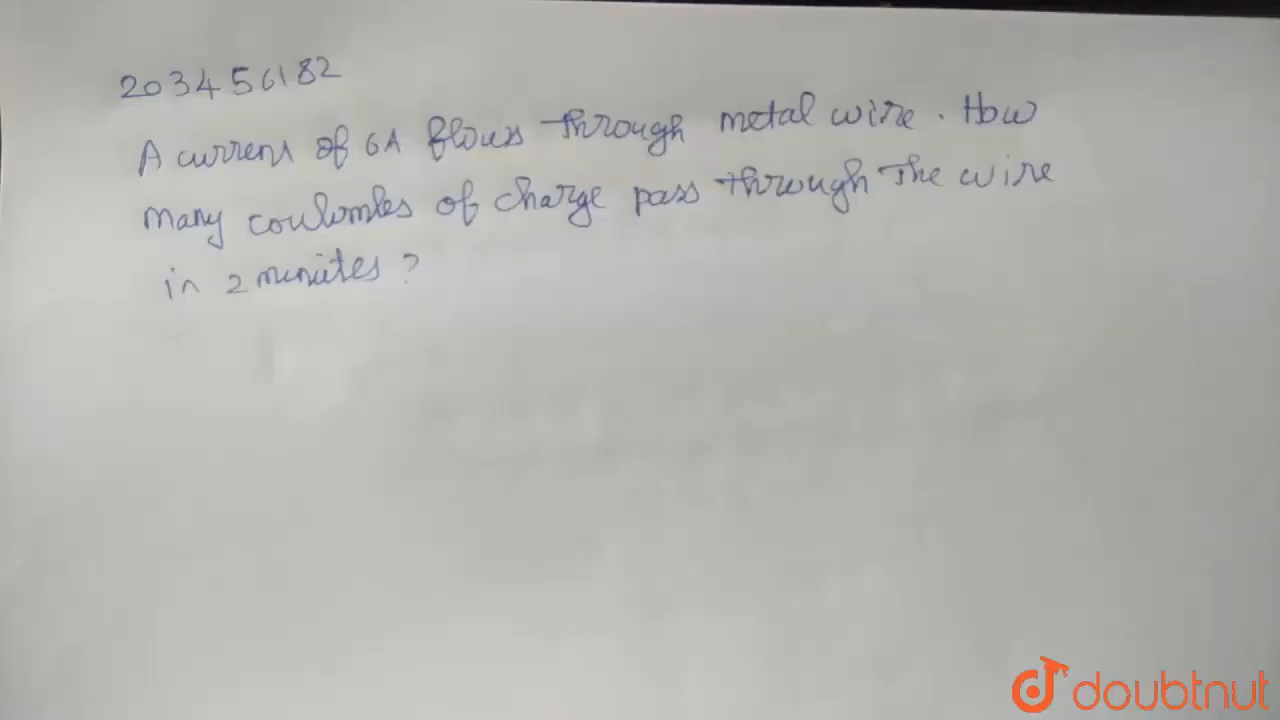 203456182
A current of 6A flows through metal wire. How
many coulombs of charge pass through The wire
in 2 minutes?
doubtnut